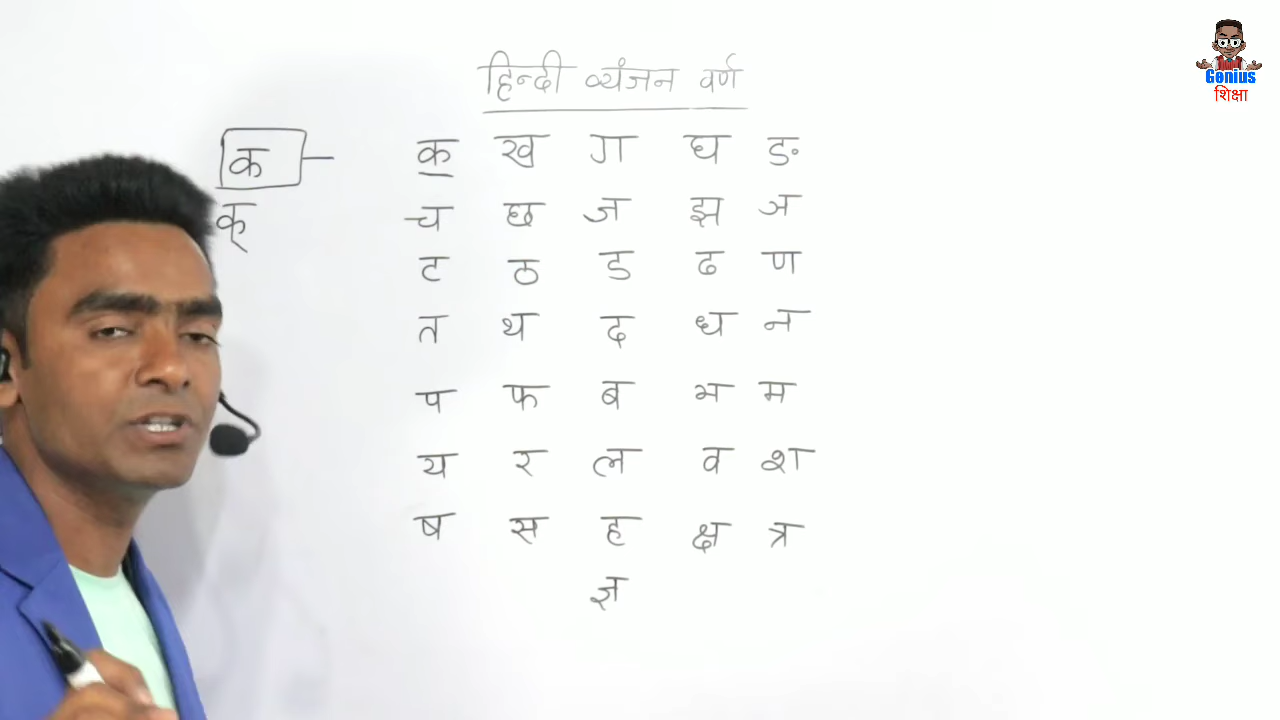 Genius
शिक्षा
हिन्दी व्यंजन वर्ण
क
क्
क ख ग घ ङ
च छ ज झ ञ
ट ठ ड ढ ण
त थ द ध न
प फ ब भ म
य र ल व श
ष स ह क्ष त्र
ज्ञ